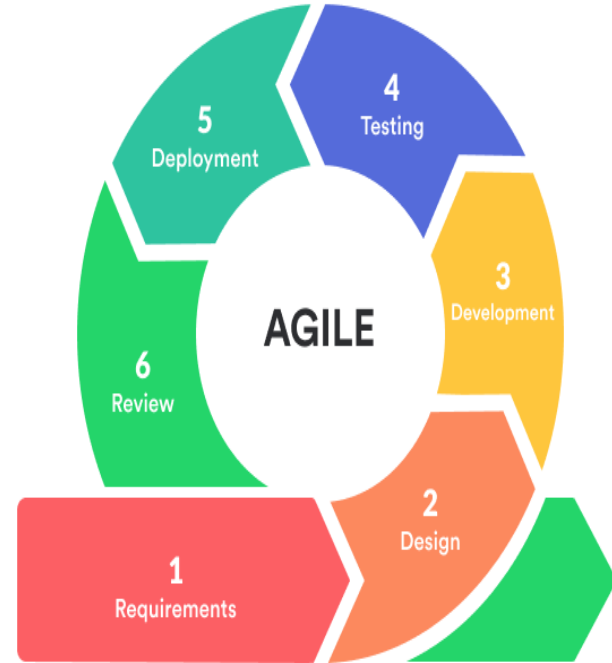 4
Testing
5
Deployment
3
Development
AGILE
6
Review
2
Design
1
Requirements